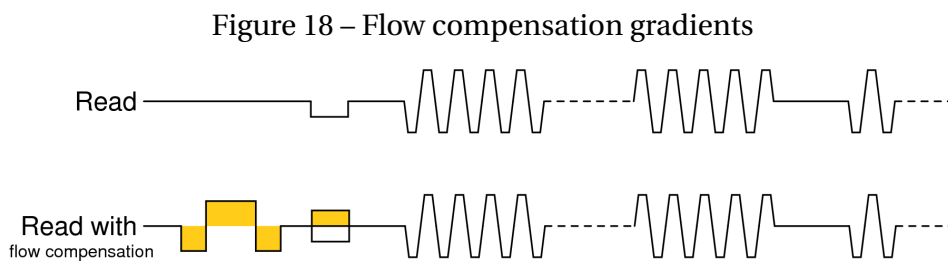 Figure 18 – Flow compensation gradients
Read
Read with
flow compensation